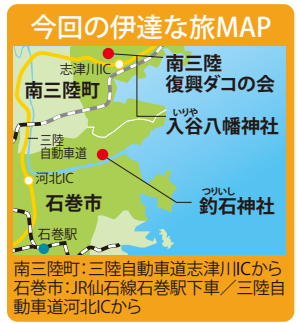 今回の伊達な旅MAP
志津川IC
南三陸町
南三陸
復興ダコの会
いりや
入谷八幡神社
三陸
自動車道
河北IC
石巻市
つりいし
釣石神社
石巻駅
南三陸町：三陸自動車道志津川ICから
石巻市：JR仙石線石巻駅下車／三陸自
動車道河北ICから